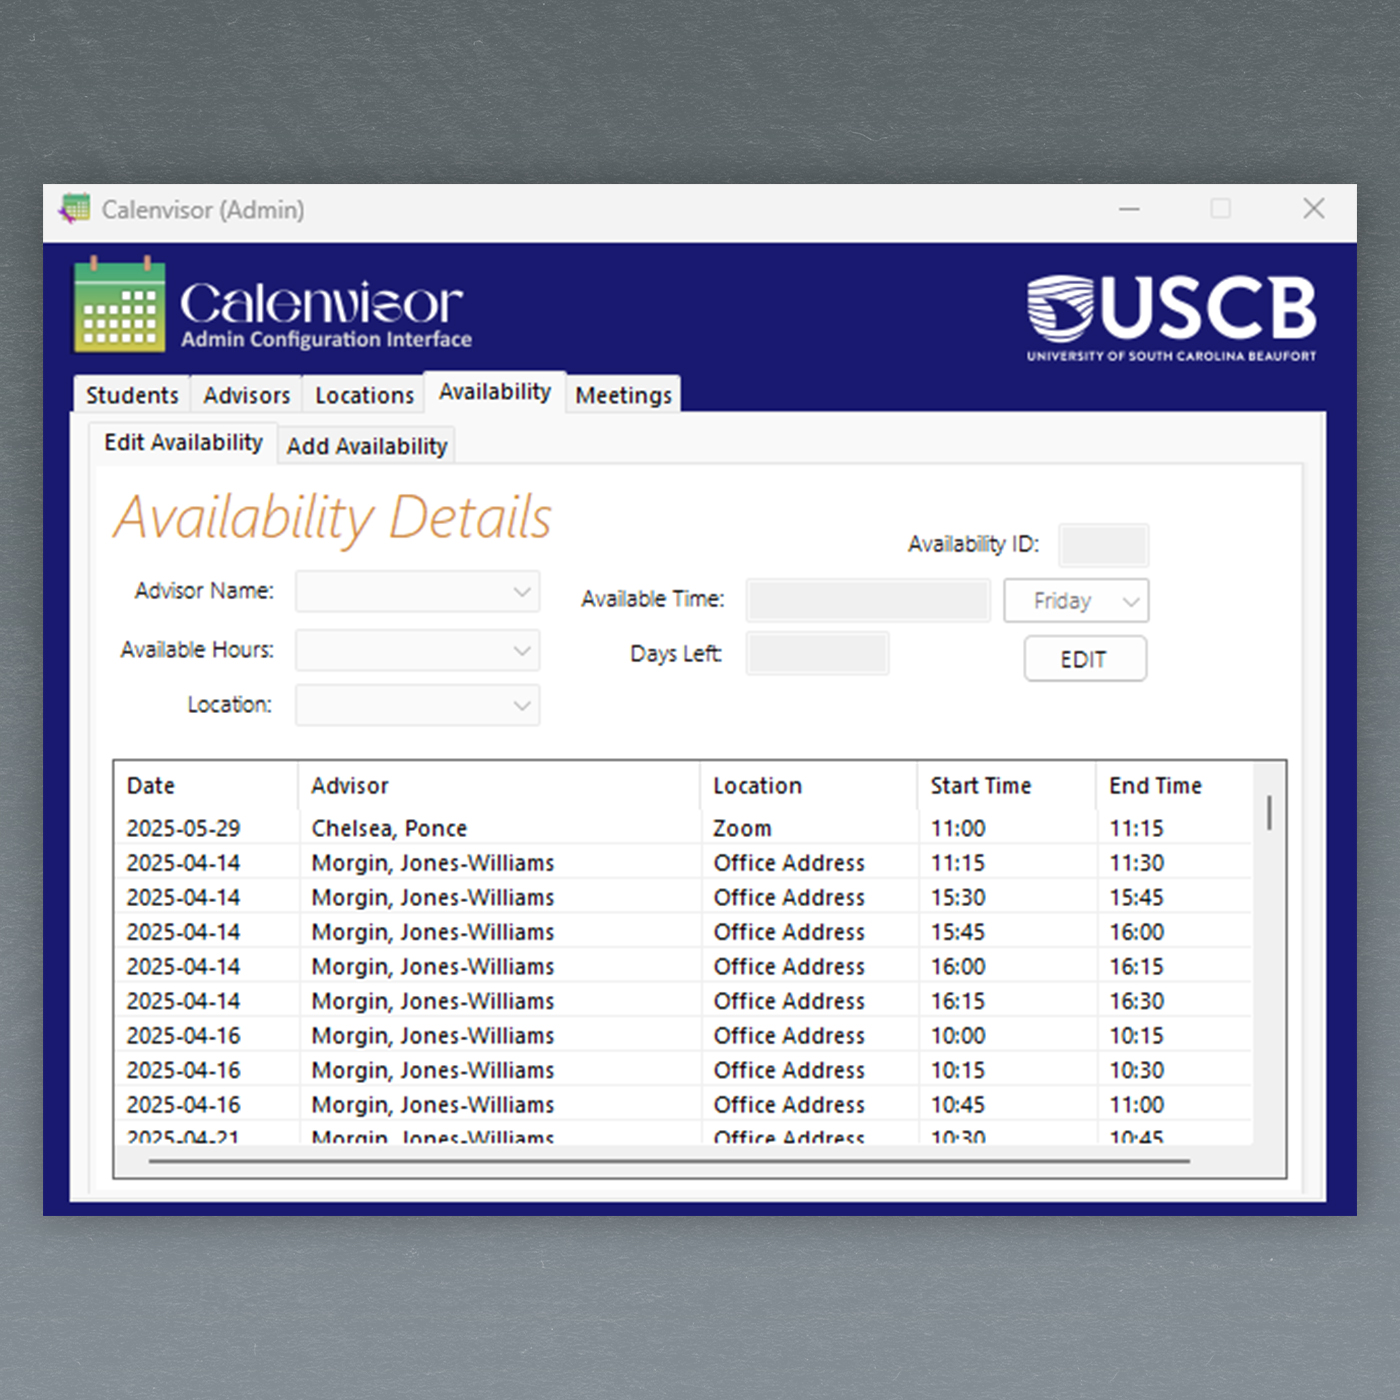 Calenvisor (Admin)
Calenvisor
Admin Configuration Interface
USCB
UNIVERSITY OF SOUTH CAROLINA BEAUFORT
Students Advisors Locations Availability Meetings
Edit Availability Add Availability
Availability Details
Availability ID:
Advisor Name:
Available Time: Friday
Available Hours:
Days Left: EDIT
Location:
Date Advisor Location Start Time End Time
2025-05-29 Chelsea, Ponce Zoom 11:00 11:15
2025-04-14 Morgin, Jones-Williams Office Address 11:15 11:30
2025-04-14 Morgin, Jones-Williams Office Address 15:30 15:45
2025-04-14 Morgin, Jones-Williams Office Address 15:45 16:00
2025-04-14 Morgin, Jones-Williams Office Address 16:00 16:15
2025-04-14 Morgin, Jones-Williams Office Address 16:15 16:30
2025-04-16 Morgin, Jones-Williams Office Address 10:00 10:15
2025-04-16 Morgin, Jones-Williams Office Address 10:15 10:30
2025-04-16 Morgin, Jones-Williams Office Address 10:45 11:00
2025-04-21 Morgin, Jones-Williams Office Address 10:30 10:45